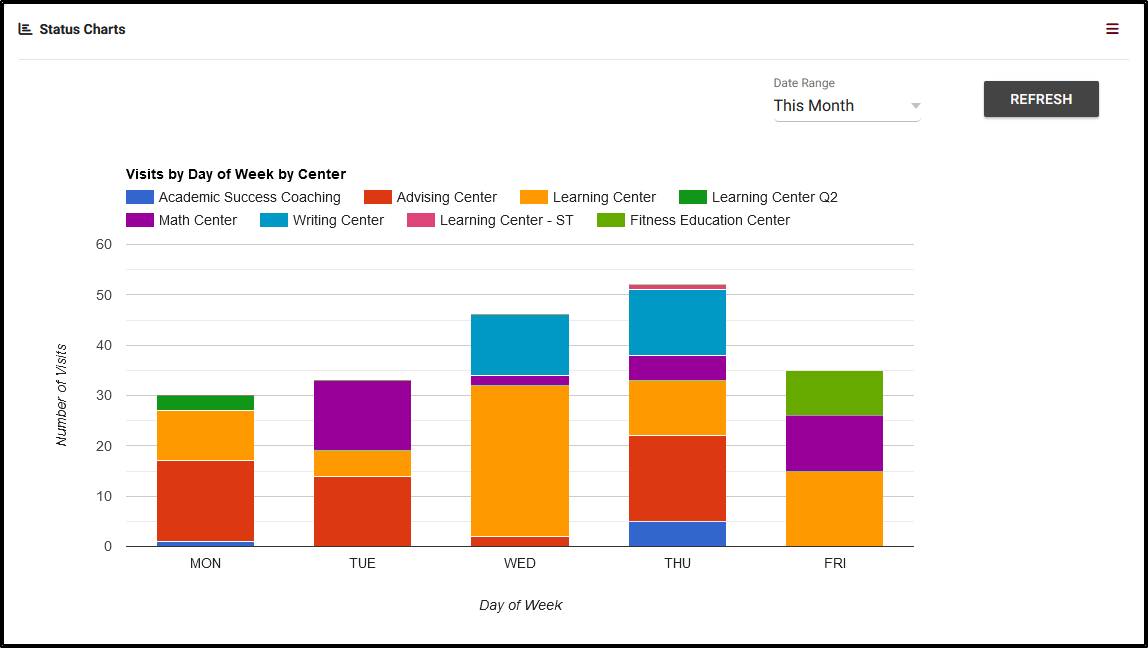 Status Charts
Date Range
This Month
REFRESH
Visits by Day of Week by Center
Academic Success Coaching Advising Center Learning Center Learning Center Q2
Math Center Writing Center Learning Center - ST Fitness Education Center
60
50
40
30
20
10
0
Number of Visits
MON TUE WED THU FRI
Day of Week